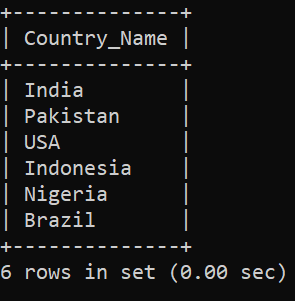 +--------------+
| Country_Name |
+--------------+
| India        |
| Pakistan     |
| USA          |
| Indonesia    |
| Nigeria      |
| Brazil       |
+--------------+
6 rows in set (0.00 sec)